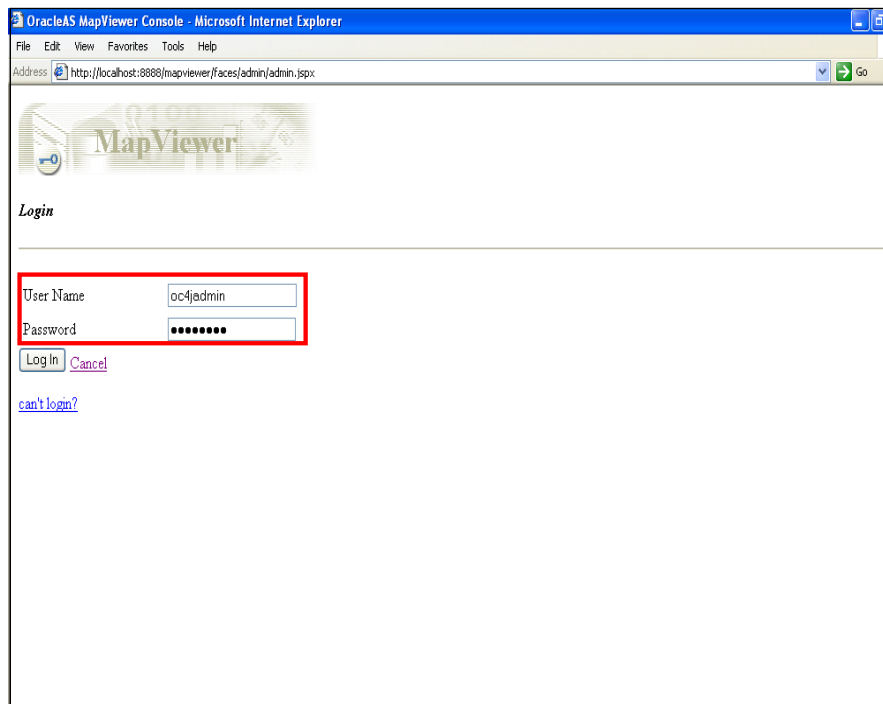 OracleAS MapViewer Console - Microsoft Internet Explorer
File Edit View Favorites Tools Help
Address http://localhost:8888/mapviewer/faces/admin/admin.jspx Go
0100
MapViewer
Login
User Name oc4jadmin
Password ••••••••
Log In Cancel
can't login?